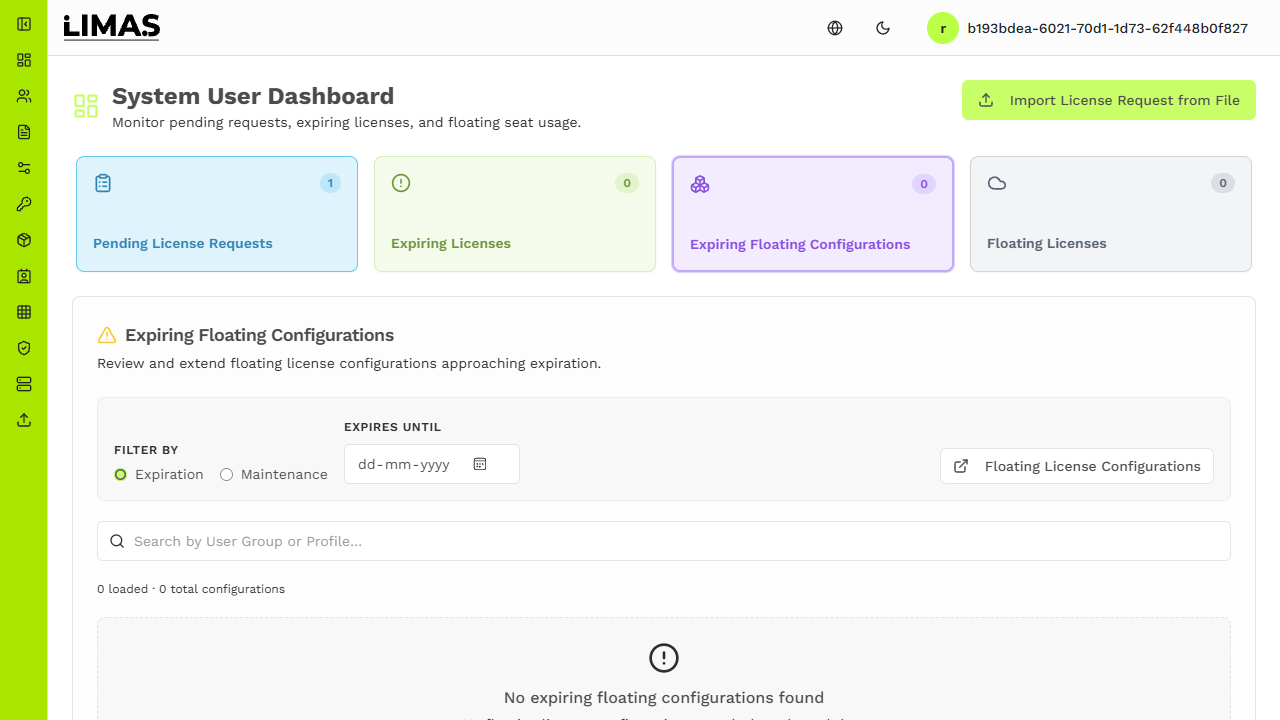 LIMAS
r
b193bdea-6021-70d1-1d73-62f448b0f827
System User Dashboard
Monitor pending requests, expiring licenses, and floating seat usage.
Import License Request from File
1
Pending License Requests
0
Expiring Licenses
0
Expiring Floating Configurations
0
Floating Licenses
Expiring Floating Configurations
Review and extend floating license configurations approaching expiration.
FILTER BY
Expiration
Maintenance
EXPIRES UNTIL
dd-mm-yyyy
Floating License Configurations
Search by User Group or Profile...
0 loaded · 0 total configurations
No expiring floating configurations found